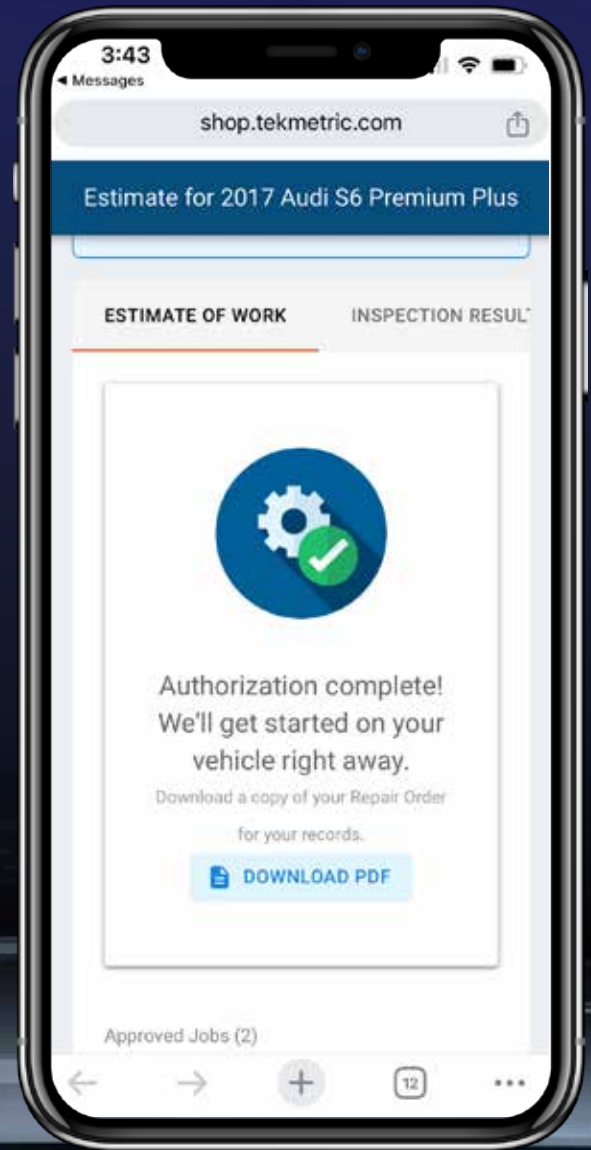 3:43
Messages
shop.tekmetric.com
Estimate for 2017 Audi S6 Premium Plus
ESTIMATE OF WORK
INSPECTION RESUL
Authorization complete!
We'll get started on your
vehicle right away.
Download a copy of your Repair Order
for your records.
DOWNLOAD PDF
Approved Jobs (2)
12